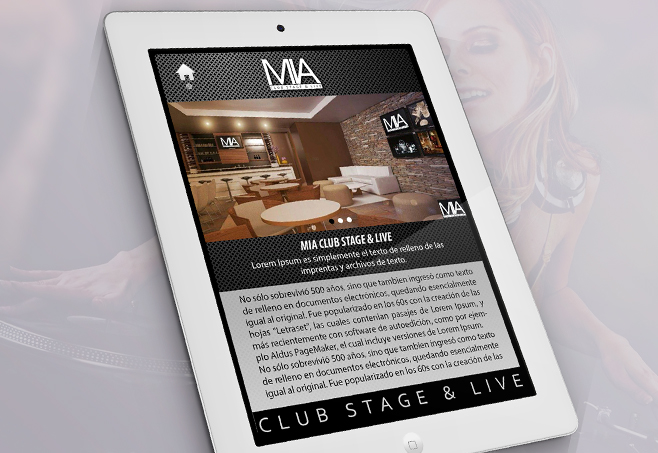 MIA
CLUB STAGE & LIVE
MIA
MIA
MIA
MIA CLUB STAGE & LIVE
Lorem Ipsum es simplemente el texto de relleno de las
imprentas y archivos de texto.
No sólo sobrevivió 500 años, sino que tambien ingresó como texto
de relleno en documentos electrónicos, quedando esencialmente
igual al original. Fue popularizado en los 60s con la creación de las
hojas "Letraset", las cuales contenian pasajes de Lorem Ipsum, y
más recientemente con software de autoedición, como por ejem-
plo Aldus PageMaker, el cual incluye versiones de Lorem Ipsum.
No sólo sobrevivió 500 años, sino que tambien ingresó como texto
de relleno en documentos electrónicos, quedando esencialmente
igual al original. Fue popularizado en los 60s con la creación de las
CLUB STAGE & LIVE